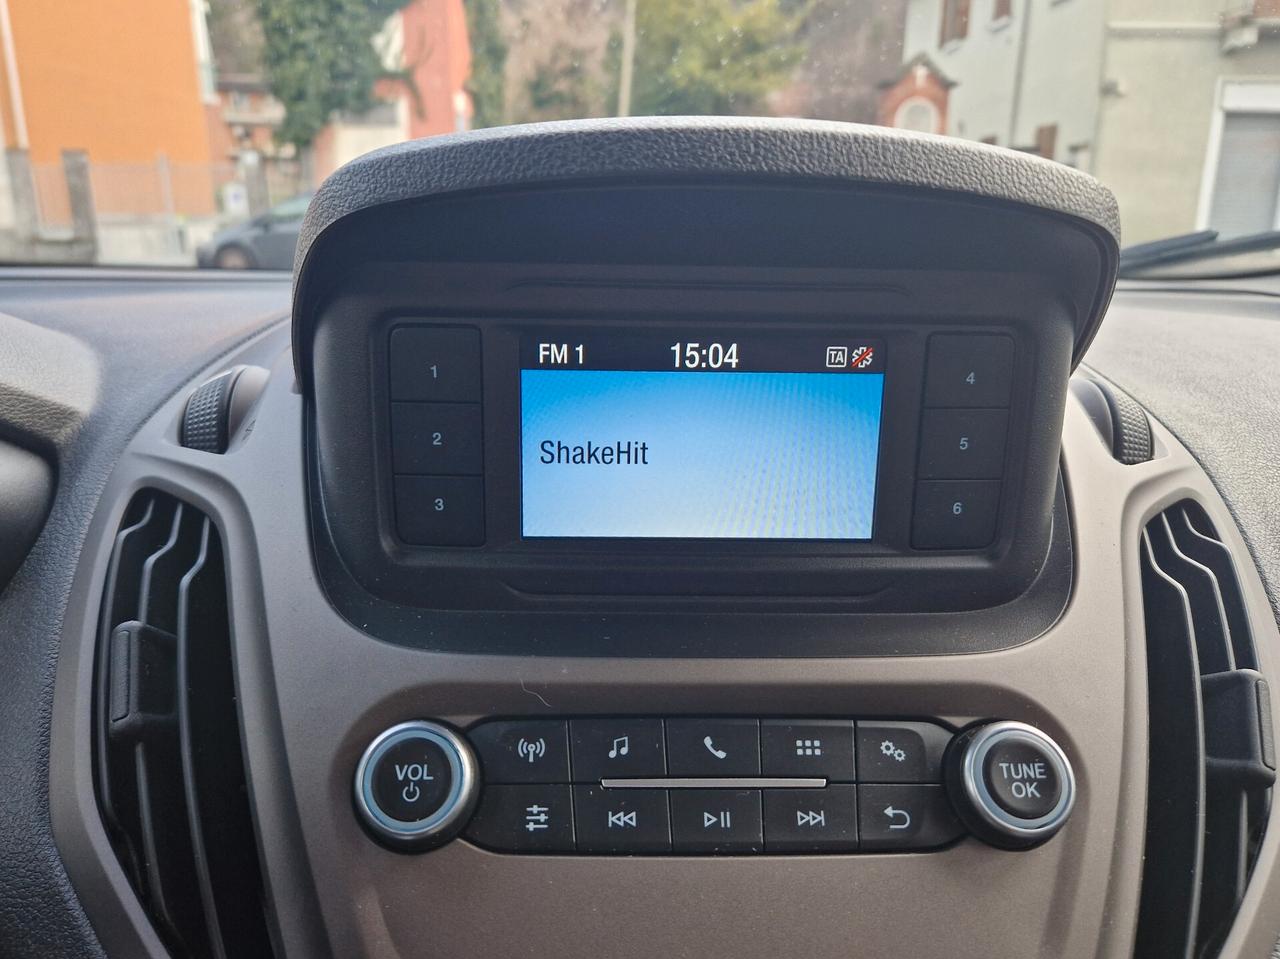 FM 1 15:04 TA
ShakeHit
1
2
3
4
5
6
VOL
TUNE
OK